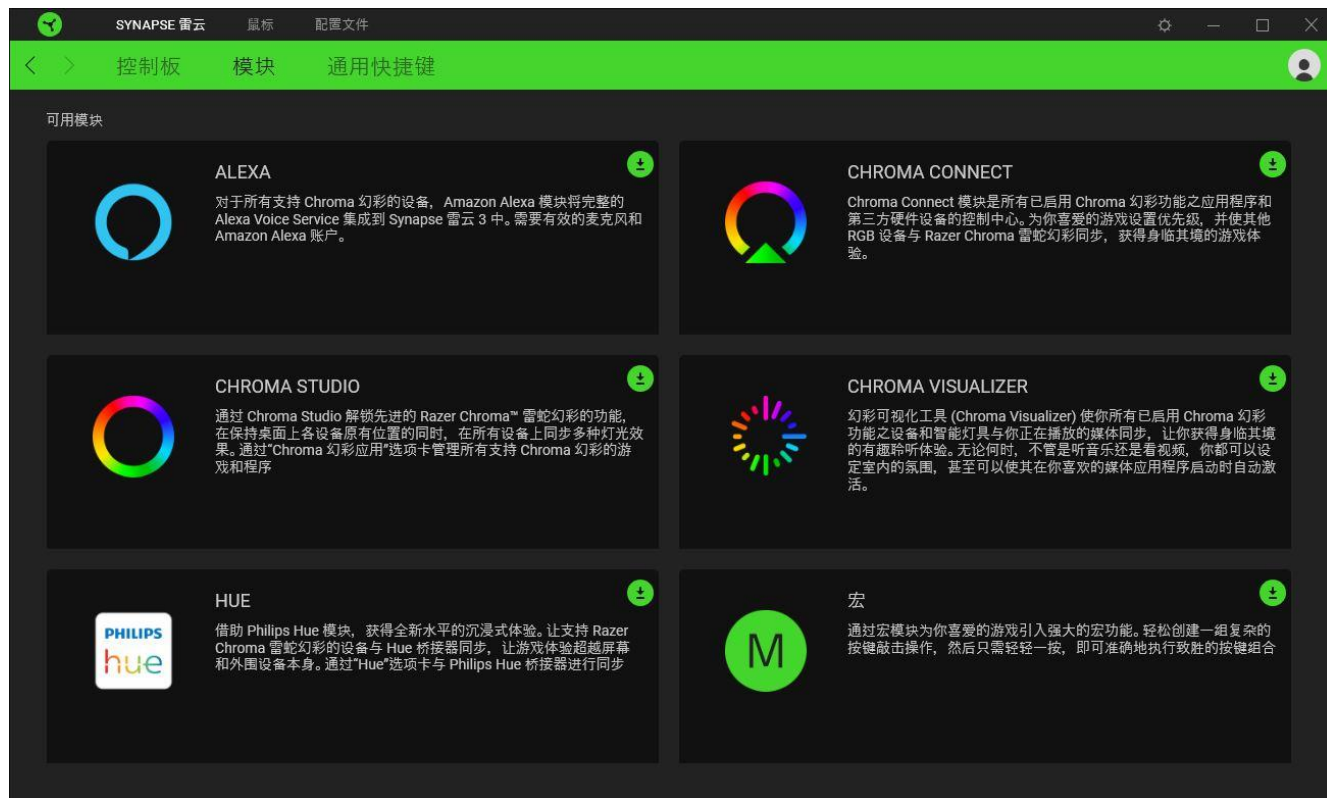 SYNAPSE 雷云 鼠标 配置文件
控制板 模块 通用快捷键
可用模块
ALEXA
对于所有支持 Chroma 幻彩的设备，Amazon Alexa 模块将完整的
Alexa Voice Service 集成到 Synapse 雷云 3 中。需要有效的麦克风和
Amazon Alexa 账户。
CHROMA CONNECT
Chroma Connect 模块是所有已启用 Chroma 幻彩功能之应用程序和
第三方硬件设备的控制中心。为你喜爱的游戏设置优先级，并使其他
RGB 设备与 Razer Chroma 雷蛇幻彩同步，获得身临其境的游戏体
验。
CHROMA STUDIO
通过 Chroma Studio 解锁先进的 Razer Chroma™ 雷蛇幻彩的功能，
在保持桌面上各设备原有位置的同时，在所有设备上同步多种灯光效
果。通过“Chroma 幻彩应用”选项卡管理所有支持 Chroma 幻彩的游
戏和程序
CHROMA VISUALIZER
幻彩可视化工具 (Chroma Visualizer) 使你所有已启用 Chroma 幻彩
功能之设备和智能灯具与你正在播放的媒体同步，让你获得身临其境
的有趣聆听体验。无论何时，不管是听音乐还是看视频，你都可以设
定室内的氛围，甚至可以使其在你喜欢的媒体应用程序启动时自动激
活。
PHILIPS
hue
HUE
借助 Philips Hue 模块，获得全新水平的沉浸式体验。让支持 Razer
Chroma 雷蛇幻彩的设备与 Hue 桥接器同步，让游戏体验超越屏幕
和外围设备本身。通过“Hue”选项卡与 Philips Hue 桥接器进行同步
M
宏
通过宏模块为你喜爱的游戏引入强大的宏功能。轻松创建一组复杂的
按键敲击操作，然后只需轻轻一按，即可准确地执行致胜的按键组合